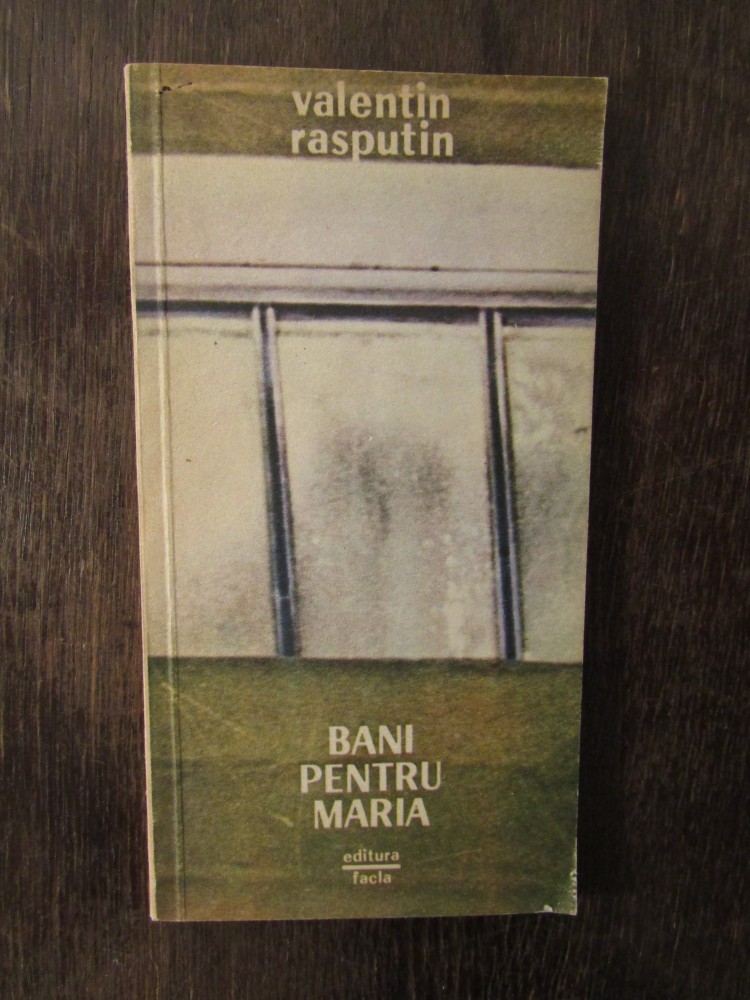 valentin
rasputin
BANI
PENTRU
MARIA
editura
facla